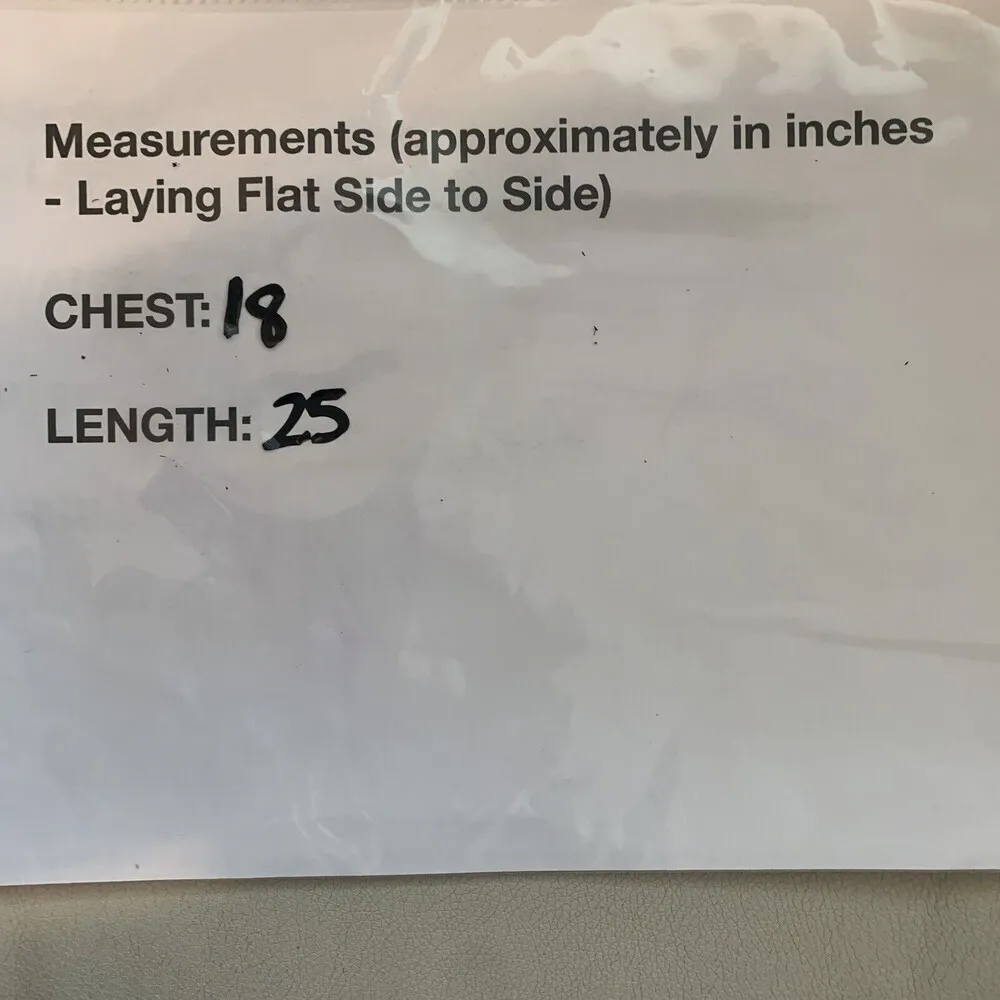 Measurements (approximately in inches
- Laying Flat Side to Side)
CHEST: 18
LENGTH: 25